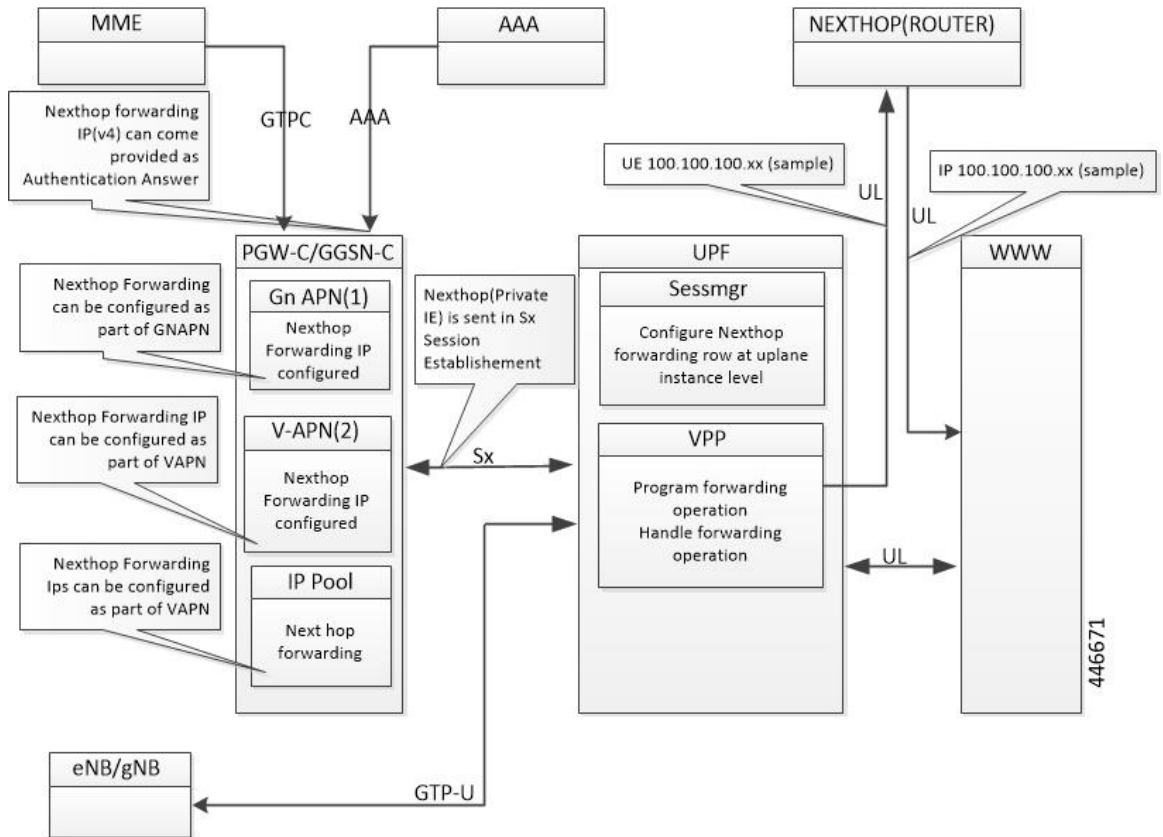 MME
AAA
NEXTHOP(ROUTER)
Nexthop forwarding
IP(v4) can come
provided as
Authentication Answer
GTPC
AAA
UE 100.100.100.xx (sample)
IP 100.100.100.xx (sample)
UL
UL
PGW-C/GGSN-C
UPF
WWW
Nexthop Forwarding
can be configured as
part of GNAPN
Gn APN(1)
Nexthop
Forwarding IP
configured
Nexthop(Private
IE) is sent in Sx
Session
Establishement
Sessmgr
Configure Nexthop
forwarding row at uplane
instance level
Nexthop Forwarding IP
can be configured as
part of VAPN
V-APN(2)
Nexthop
Forwarding IP
configured
Sx
VPP
Program forwarding
operation
Handle forwarding
operation
UL
Nexthop Forwarding
Ips can be configured
as part of VAPN
IP Pool
Next hop
forwarding
446671
eNB/gNB
GTP-U